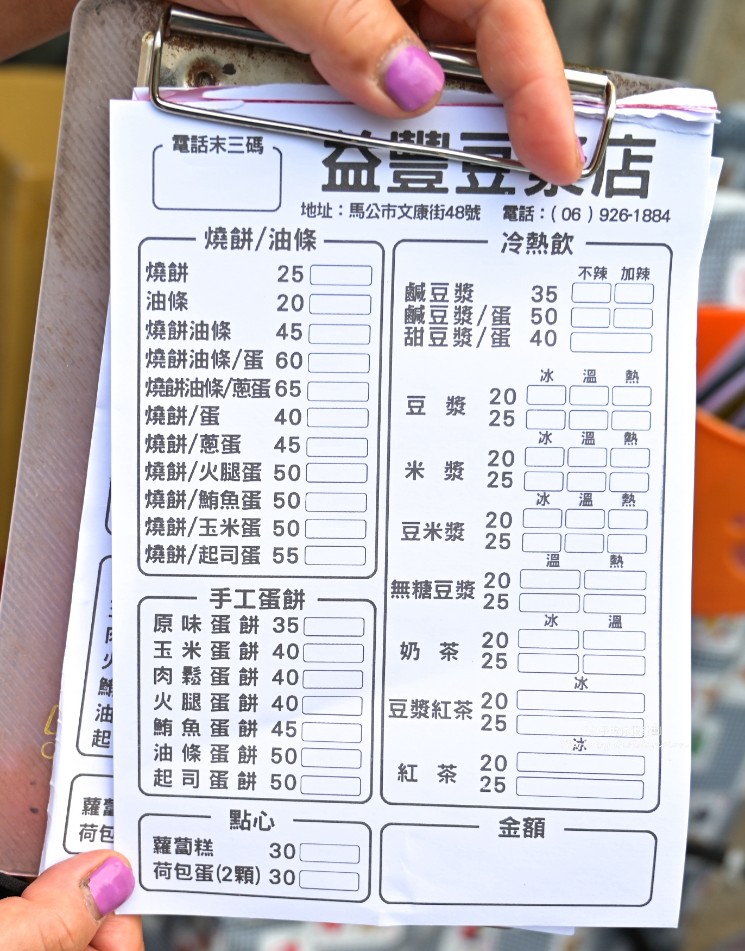 電話末三碼
益豐豆漿店
地址：馬公市文康街48號 電話：( 06 ) 926-1884
燒餅/油條
燒餅 25
油條 20
燒餅油條 45
燒餅油條/蛋 60
燒餅油條/蔥蛋 65
燒餅/蛋 40
燒餅/蔥蛋 45
燒餅/火腿蛋 50
燒餅/鮪魚蛋 50
燒餅/玉米蛋 50
燒餅/起司蛋 55
手工蛋餅
原味蛋餅 35
玉米蛋餅 40
肉鬆蛋餅 40
火腿蛋餅 40
鮪魚蛋餅 45
油條蛋餅 50
起司蛋餅 50
點心
蘿蔔糕 30
荷包蛋(2顆) 30
冷熱飲
不辣 加辣
鹹豆漿 35
鹹豆漿/蛋 50
甜豆漿/蛋 40
冰 溫 熱
豆漿 20
25
冰 溫 熱
米漿 20
25
冰 溫 熱
豆米漿 20
25
溫 熱
無糖豆漿 20
25
冰 溫
奶茶 20
25
冰
豆漿紅茶 20
25
冰
紅茶 20
25
金額
肉
火
鮪
油
起
蘿蔔
荷包